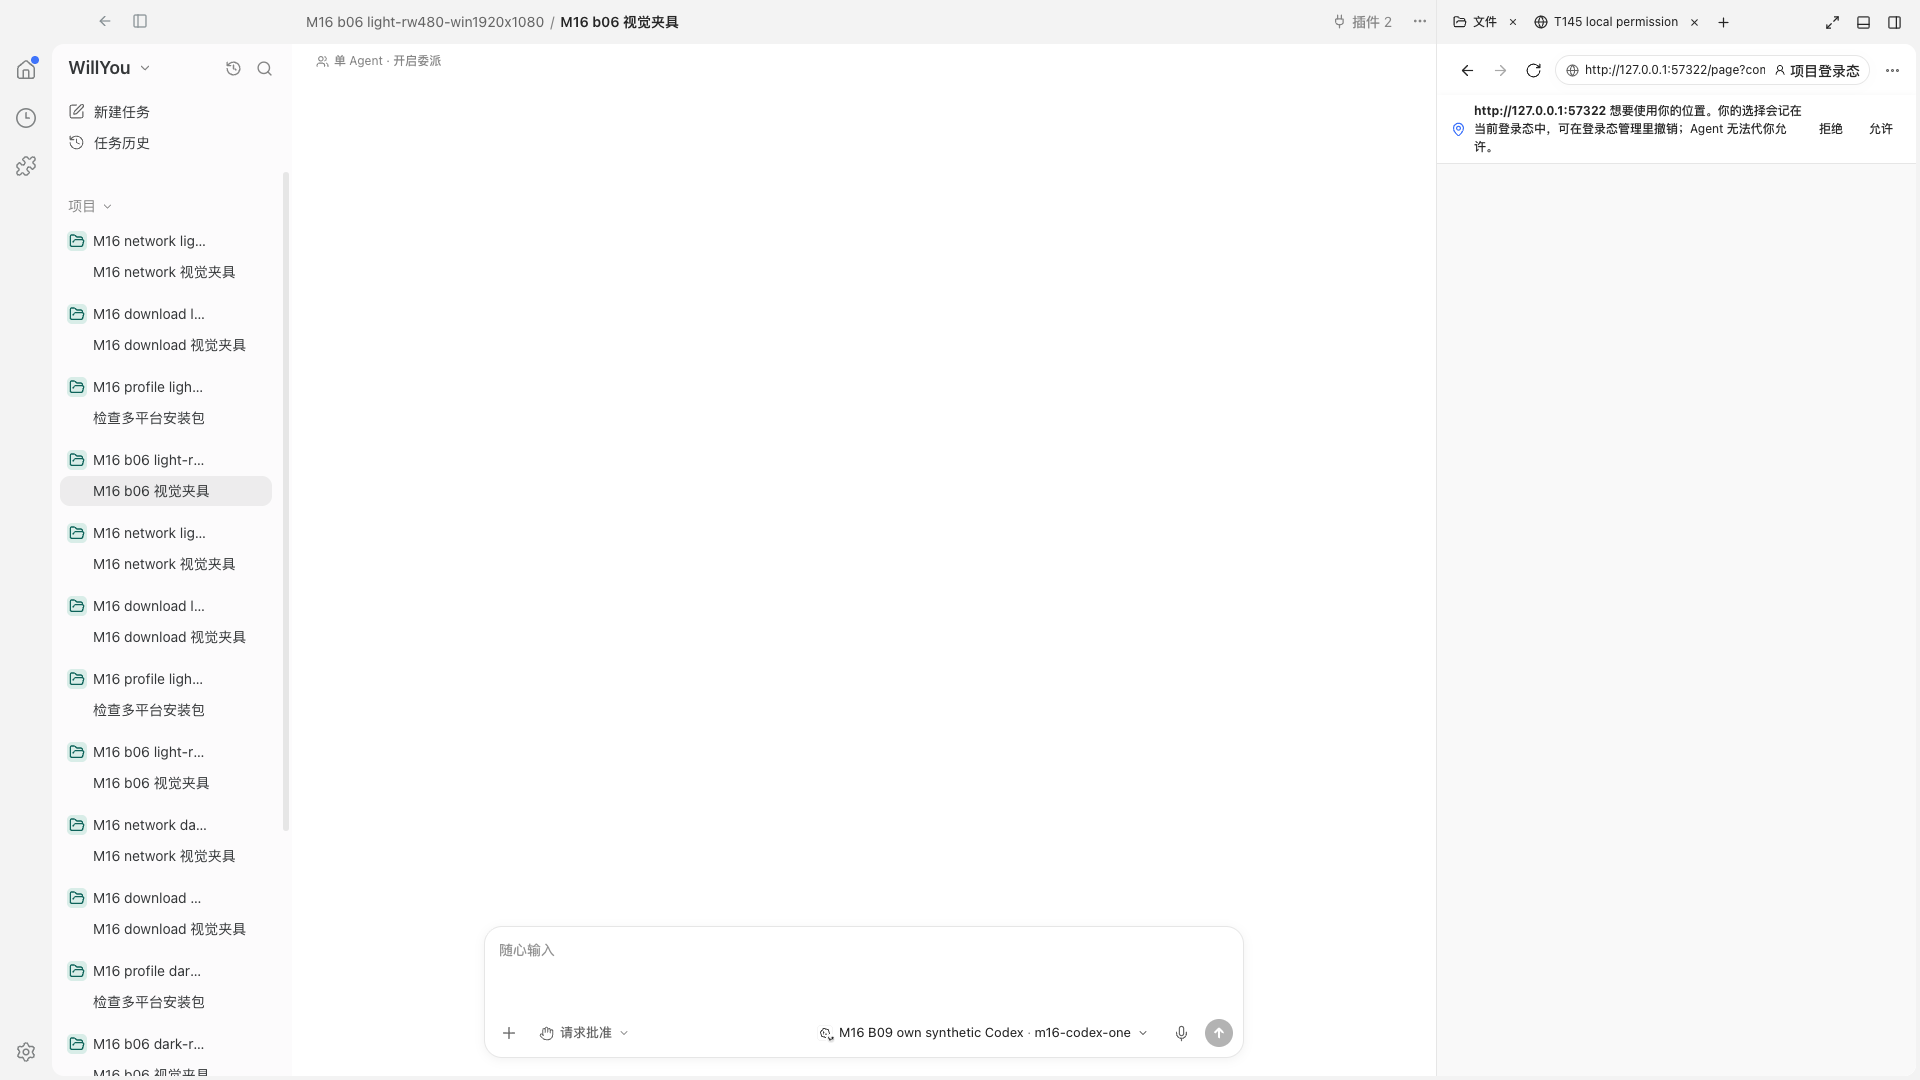 M16 b06 light-rw480-win1920x1080 / M16 b06 视觉夹具
插件 2
文件
T145 local permission
WillYou
新建任务
任务历史
项目
M16 network lig...
M16 network 视觉夹具
M16 download l...
M16 download 视觉夹具
M16 profile ligh...
检查多平台安装包
M16 b06 light-r...
M16 b06 视觉夹具
M16 network lig...
M16 network 视觉夹具
M16 download l...
M16 download 视觉夹具
M16 profile ligh...
检查多平台安装包
M16 b06 light-r...
M16 b06 视觉夹具
M16 network da...
M16 network 视觉夹具
M16 download ...
M16 download 视觉夹具
M16 profile dar...
检查多平台安装包
M16 b06 dark-r...
M16 b06 视觉夹具
单 Agent · 开启委派
随心输入
请求批准
M16 B09 own synthetic Codex · m16-codex-one
http://127.0.0.1:57322/page?con
项目登录态
http://127.0.0.1:57322 想要使用你的位置。你的选择会记在
当前登录态中，可在登录态管理里撤销；Agent 无法代你允
许。
拒绝
允许